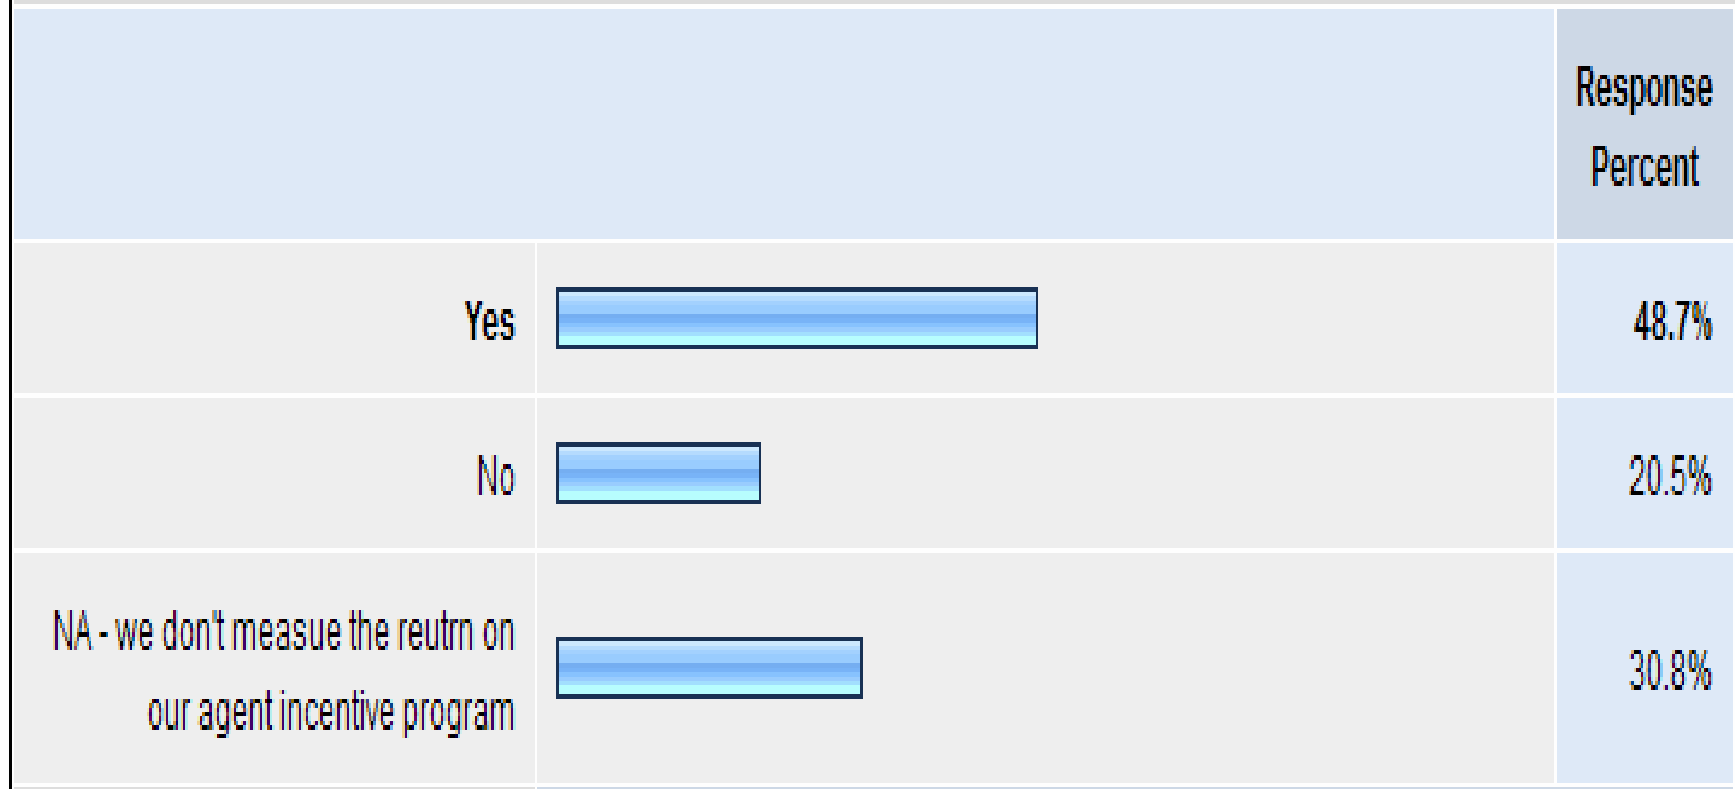 Response
Percent
Yes
48.7%
No
20.5%
NA - we don't measue the reutrn on
our agent incentive program
30.8%